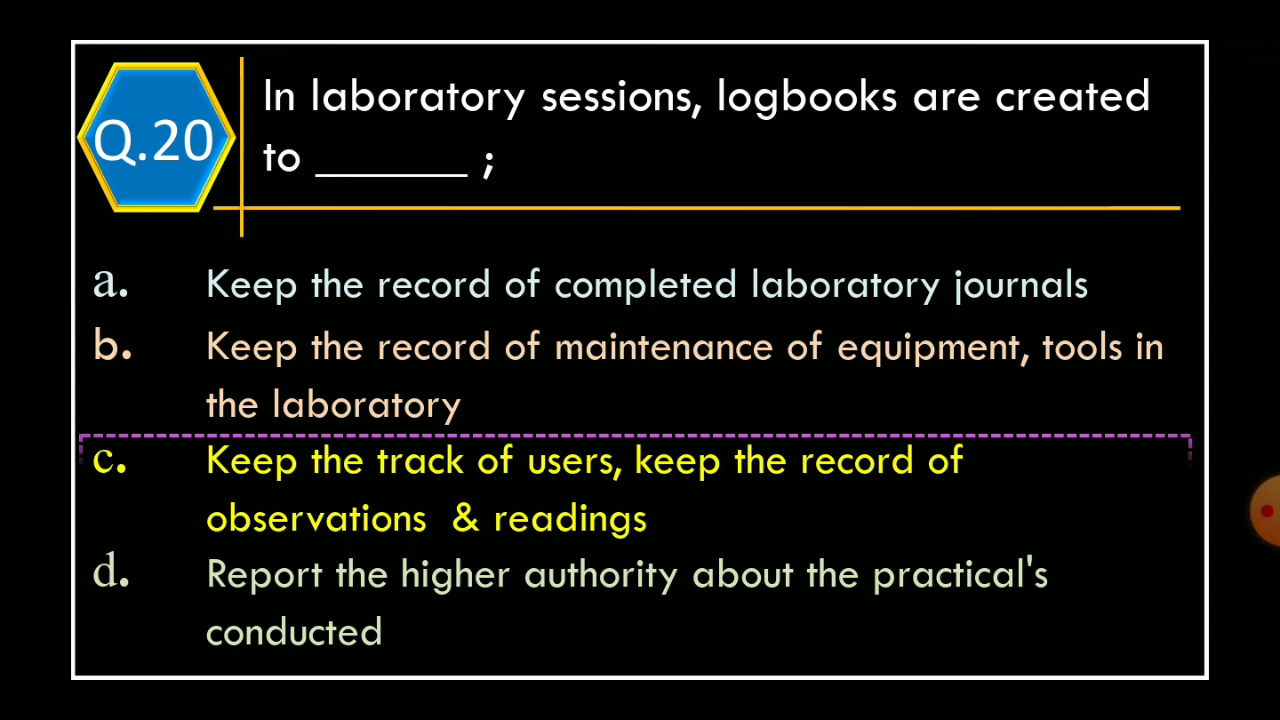 Q.20
In laboratory sessions, logbooks are created
to _______ ;
a. Keep the record of completed laboratory journals
b. Keep the record of maintenance of equipment, tools in
the laboratory
c. Keep the track of users, keep the record of
observations & readings
d. Report the higher authority about the practical's
conducted